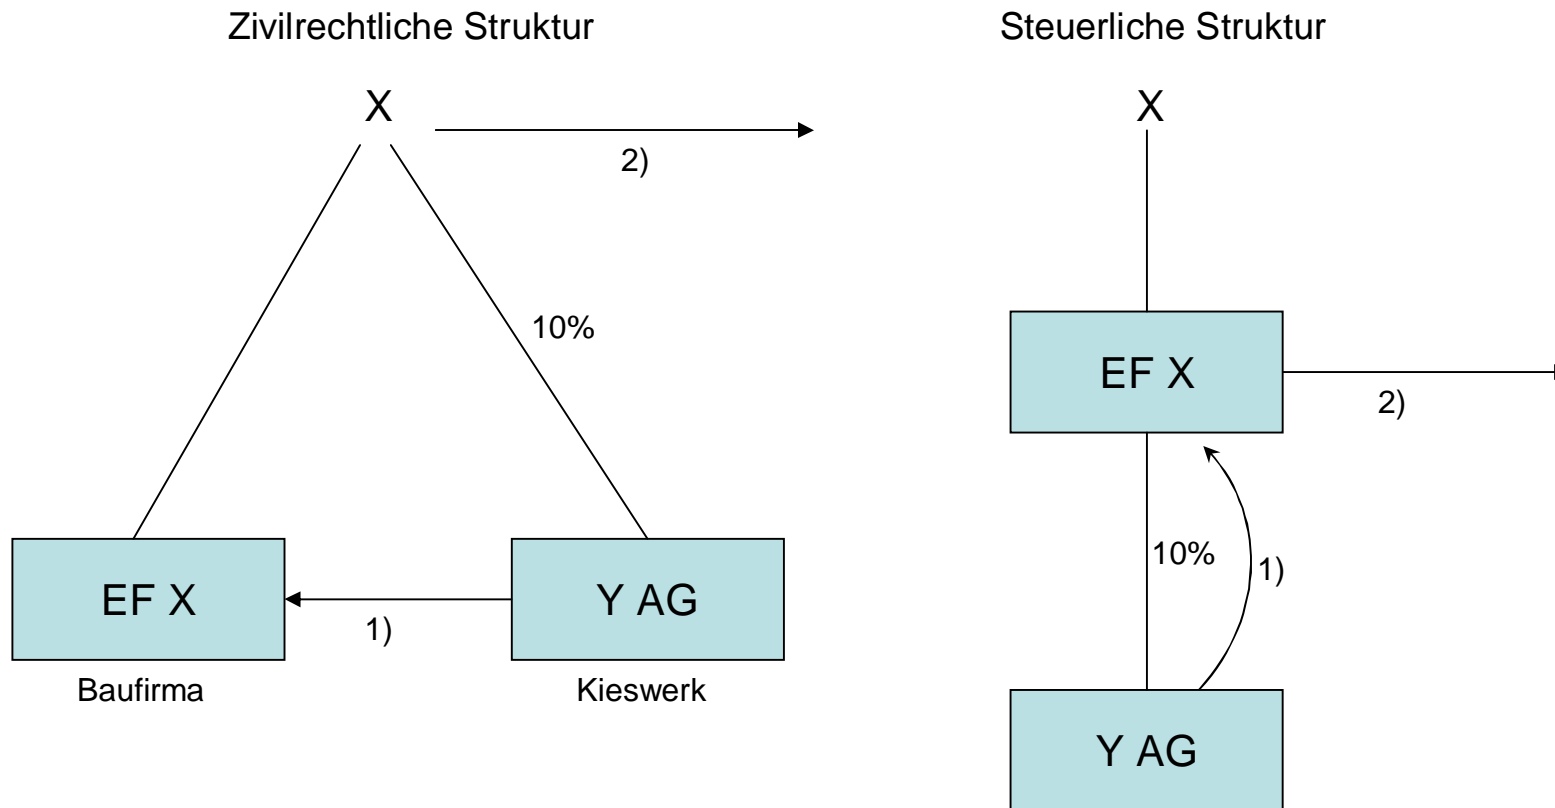 Zivilrechtliche Struktur
X
2)
10%
EF X
1)
Y AG
Baufirma
Kieswerk
Steuerliche Struktur
X
EF X
2)
10%
1)
Y AG